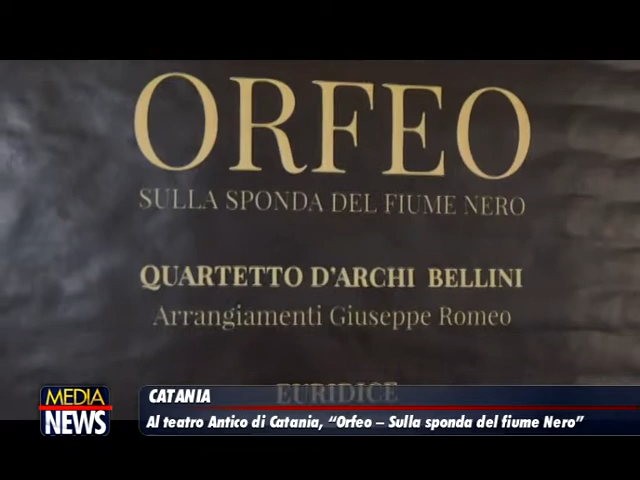 ORFEO
SULLA SPONDA DEL FIUME NERO
QUARTETTO D'ARCHI BELLINI
Arrangiamenti Giuseppe Romeo
EURIDICE
MEDIA
NEWS
CATANIA
Al teatro Antico di Catania, “Orfeo – Sulla sponda del fiume Nero”